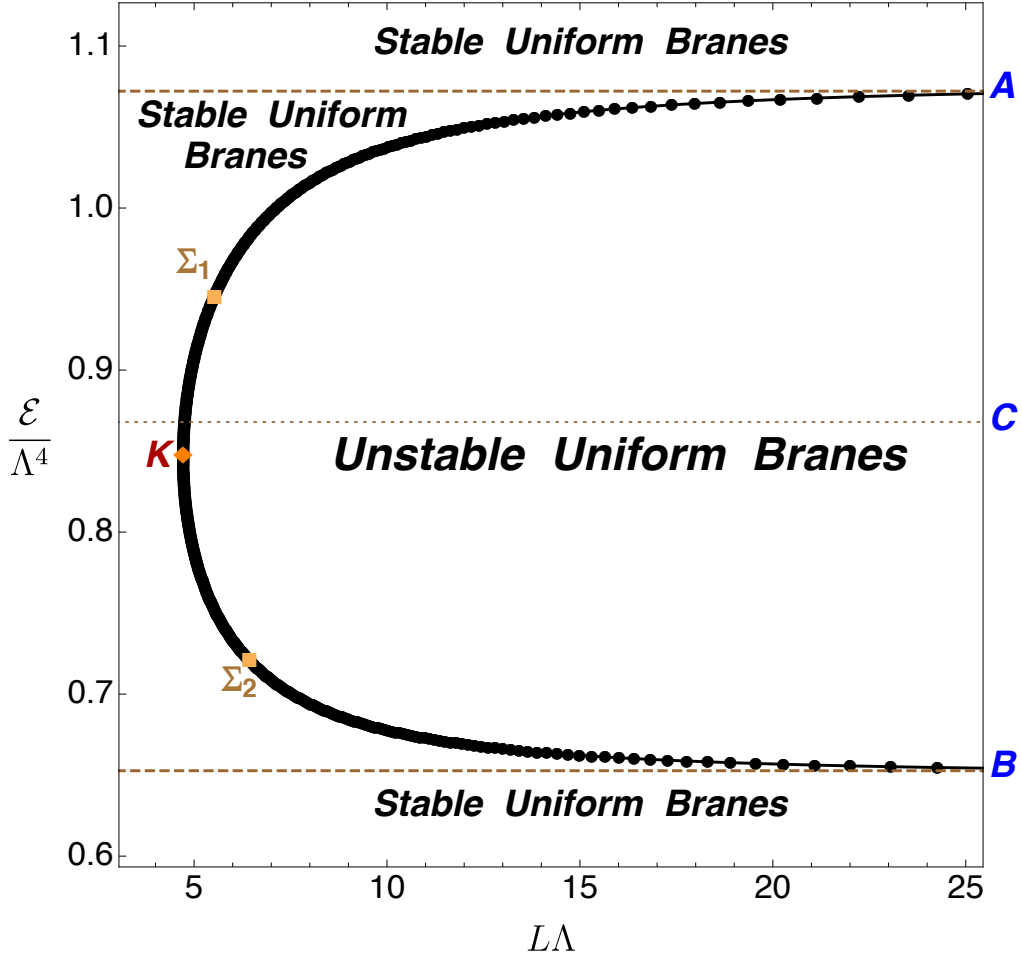 Stable Uniform Branes
1.1
A
Stable Uniform
Branes
1.0
Σ1
0.9
C
ℰ
Λ⁴
K
Unstable Uniform Branes
0.8
Σ2
0.7
B
Stable Uniform Branes
0.6
5 10 15 20 25
LΛ